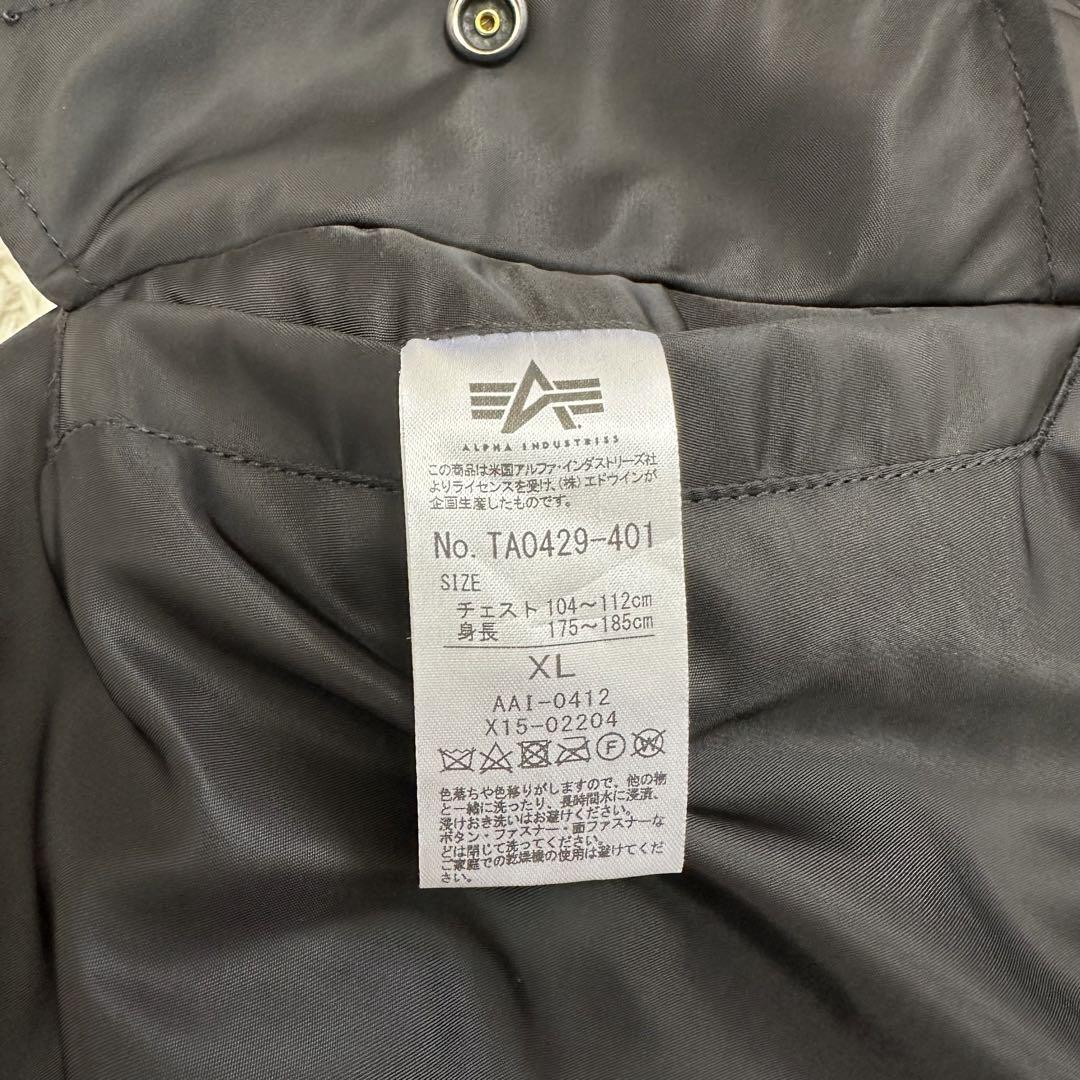 ALPHA INDUSTRIES
この商品は米国アルファ・インダストリーズ社
よりライセンスを受け、(株)エドウインが
企画生産したものです。
No. TA0429-401
SIZE
チェスト 104～112cm
身長 175～185cm
XL
AAI-0412
X15-02204
F W
色落ちや色移りがしますので、他の物
と一緒に洗ったり、長時間水に浸漬、
浸けおき洗いはお避けください。
ボタン・ファスナー・面ファスナーな
どは閉じて洗ってください。
ご家庭での乾燥機の使用は避けてくだ
さい。